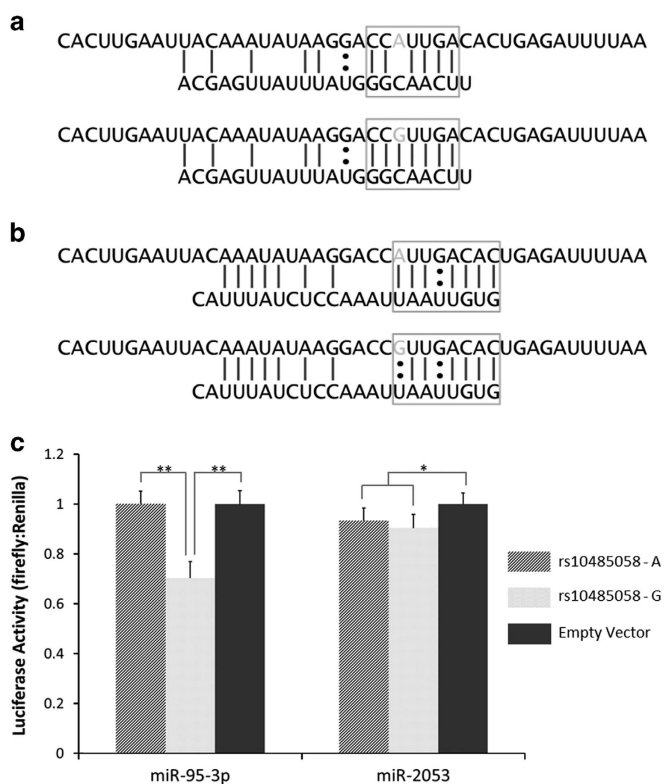 a
CACUUGAAUUACAAAUAUAAGGACCAUUGACACUGAGAUUUUAA
ACGAGUUAUUUAUGGGCAACUU
CACUUGAAUUACAAAUAUAAGGACCGUUGACACUGAGAUUUUAA
ACGAGUUAUUUAUGGGCAACUU
b
CACUUGAAUUACAAAUAUAAGGACCAUUGACACUGAGAUUUUAA
CAUUUAUCUCCAAAUUAAUUGUG
CACUUGAAUUACAAAUAUAAGGACCGUUGACACUGAGAUUUUAA
CAUUUAUCUCCAAAUUAAUUGUG
c
Luciferase Activity (firefly:Renilla)
1.2
1
0.8
0.6
0.4
0.2
0
** **
*
miR-95-3p miR-2053
rs10485058 - A
rs10485058 - G
Empty Vector